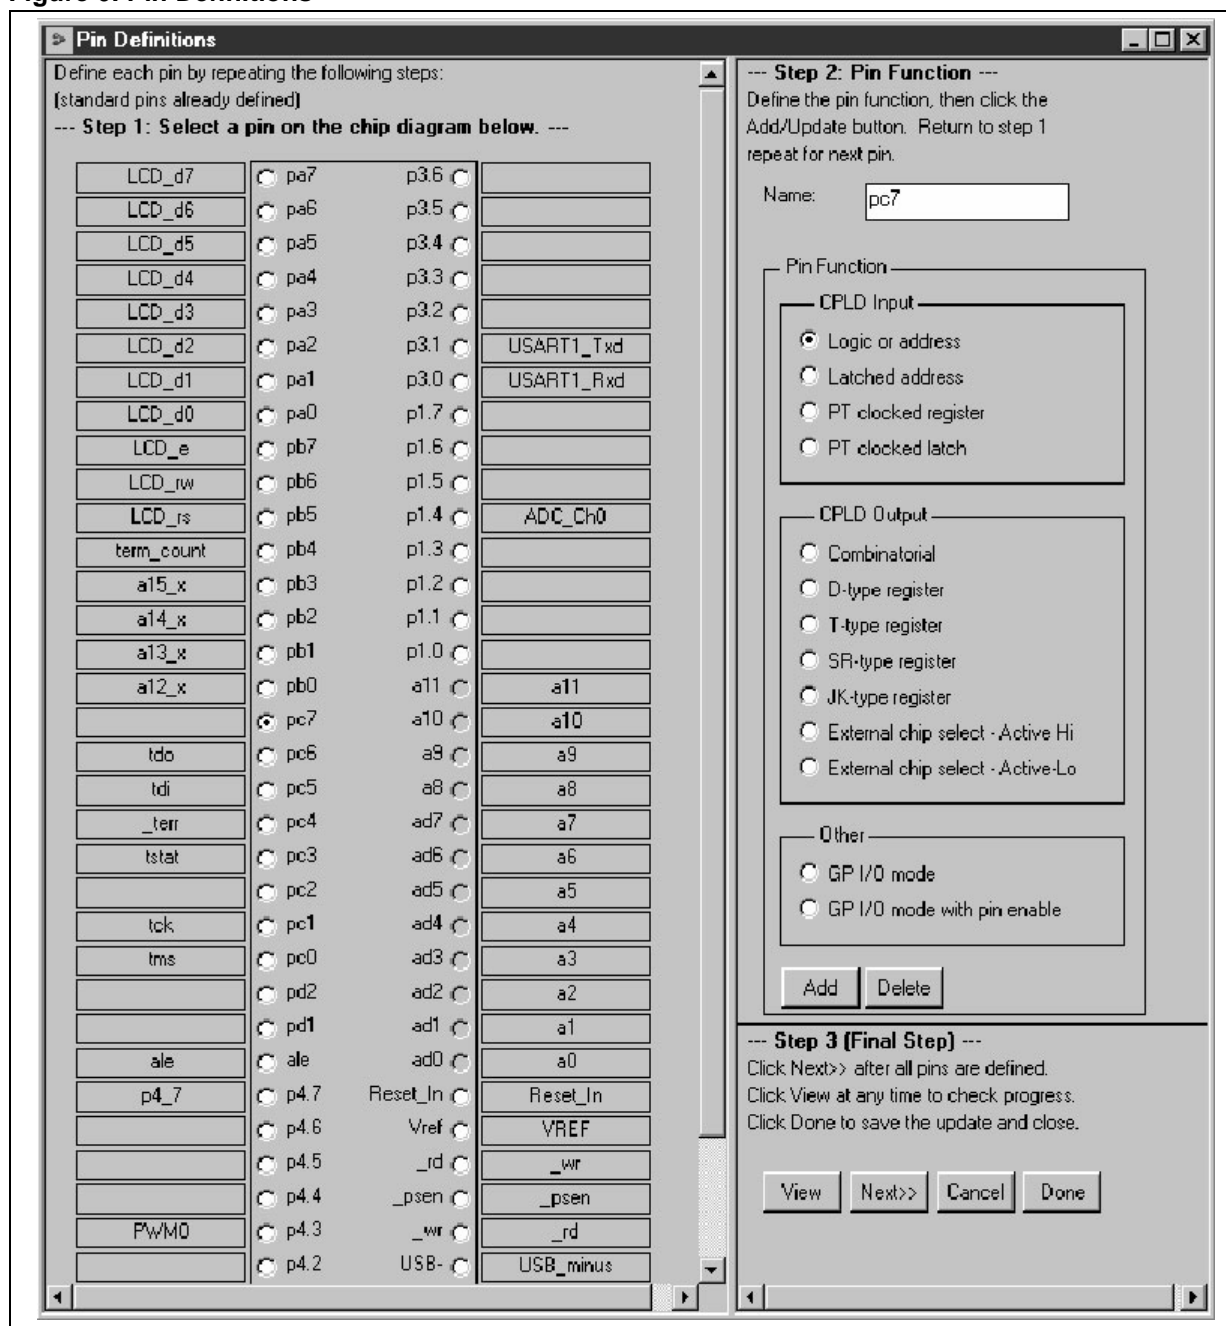 Pin Definitions
Define each pin by repeating the following steps:
(standard pins already defined)
--- Step 1: Select a pin on the chip diagram below. ---
LCD_d7 pa7 p3.6
LCD_d6 pa6 p3.5
LCD_d5 pa5 p3.4
LCD_d4 pa4 p3.3
LCD_d3 pa3 p3.2
LCD_d2 pa2 p3.1 USART1_Txd
LCD_d1 pa1 p3.0 USART1_Rxd
LCD_d0 pa0 p1.7
LCD_e pb7 p1.6
LCD_rw pb6 p1.5
LCD_rs pb5 p1.4 ADC_Ch0
term_count pb4 p1.3
a15_x pb3 p1.2
a14_x pb2 p1.1
a13_x pb1 p1.0
a12_x pb0 a11 a11
pc7 a10 a10
tdo pc6 a9 a9
tdi pc5 a8 a8
_terr pc4 ad7 a7
tstat pc3 ad6 a6
pc2 ad5 a5
tck pc1 ad4 a4
tms pc0 ad3 a3
pd2 ad2 a2
pd1 ad1 a1
ale ale ad0 a0
p4_7 p4.7 Reset_In Reset_In
p4.6 Vref VREF
p4.5 _rd _wr
p4.4 _psen _psen
PWM0 p4.3 _wr _rd
p4.2 USB- USB_minus
--- Step 2: Pin Function ---
Define the pin function, then click the
Add/Update button. Return to step 1
repeat for next pin.
Name: pc7
Pin Function
CPLD Input
Logic or address
Latched address
PT clocked register
PT clocked latch
CPLD Output
Combinatorial
D-type register
T-type register
SR-type register
JK-type register
External chip select - Active Hi
External chip select - Active-Lo
Other
GP I/O mode
GP I/O mode with pin enable
Add Delete
--- Step 3 (Final Step) ---
Click Next>> after all pins are defined.
Click View at any time to check progress.
Click Done to save the update and close.
View Next>> Cancel Done